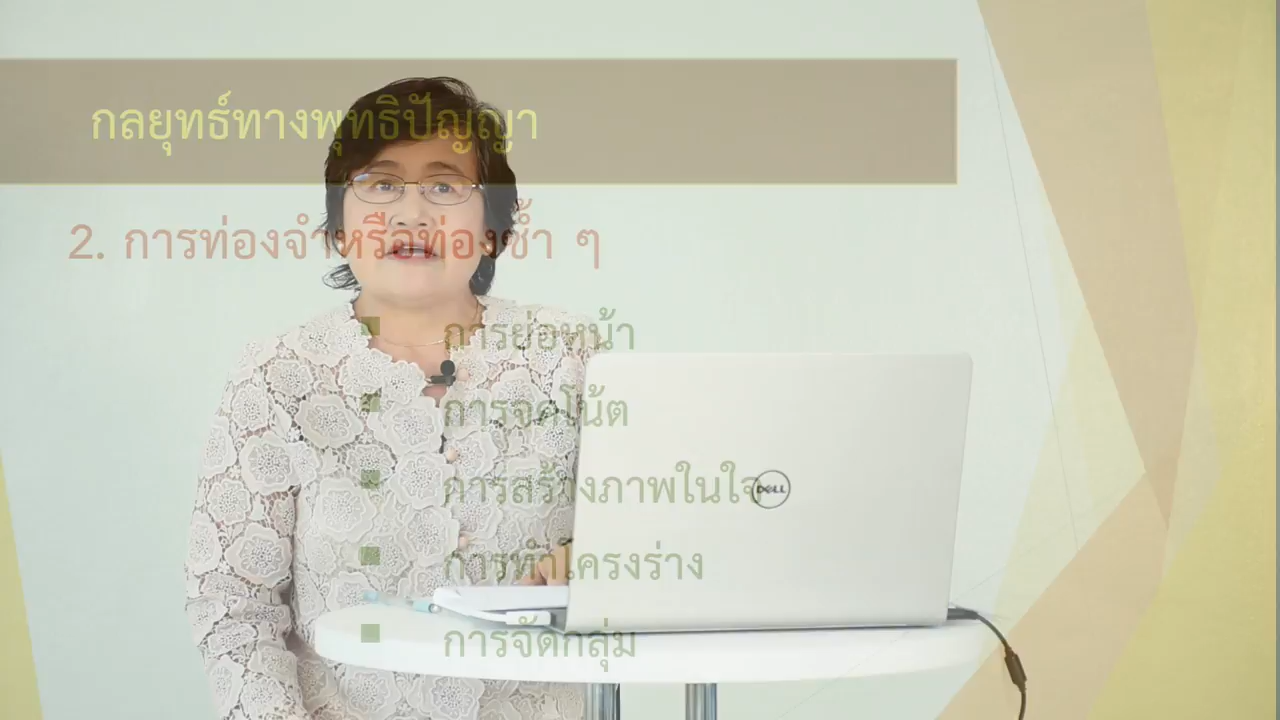 กลยุทธ์ทางพุทธิปัญญา
2. การท่องจำหรือท่องซ้ำ ๆ
การย่อหน้า
การจดโน้ต
การสร้างภาพในใจ
DELL
การทำโครงร่าง
การจัดกลุ่ม